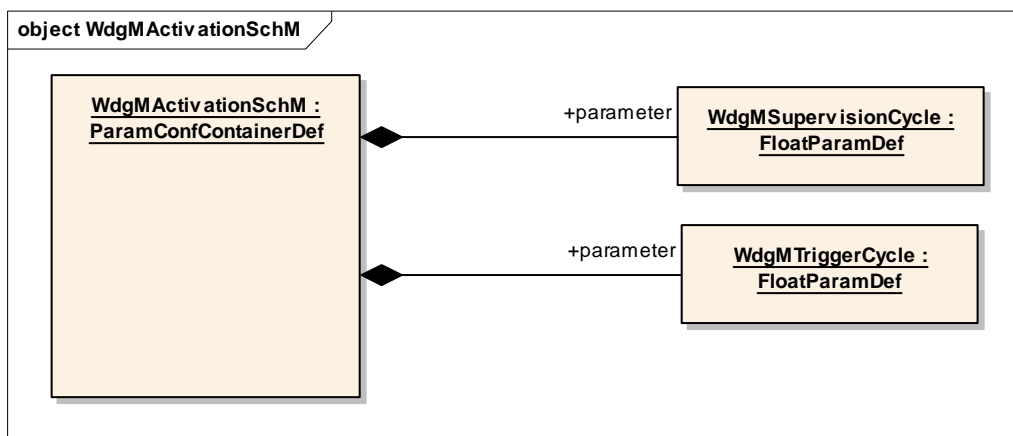 object WdgMActivationSchM
WdgMActivationSchM :
ParamConfContainerDef
+parameter
WdgMSupervisionCycle :
FloatParamDef
+parameter
WdgMTriggerCycle :
FloatParamDef